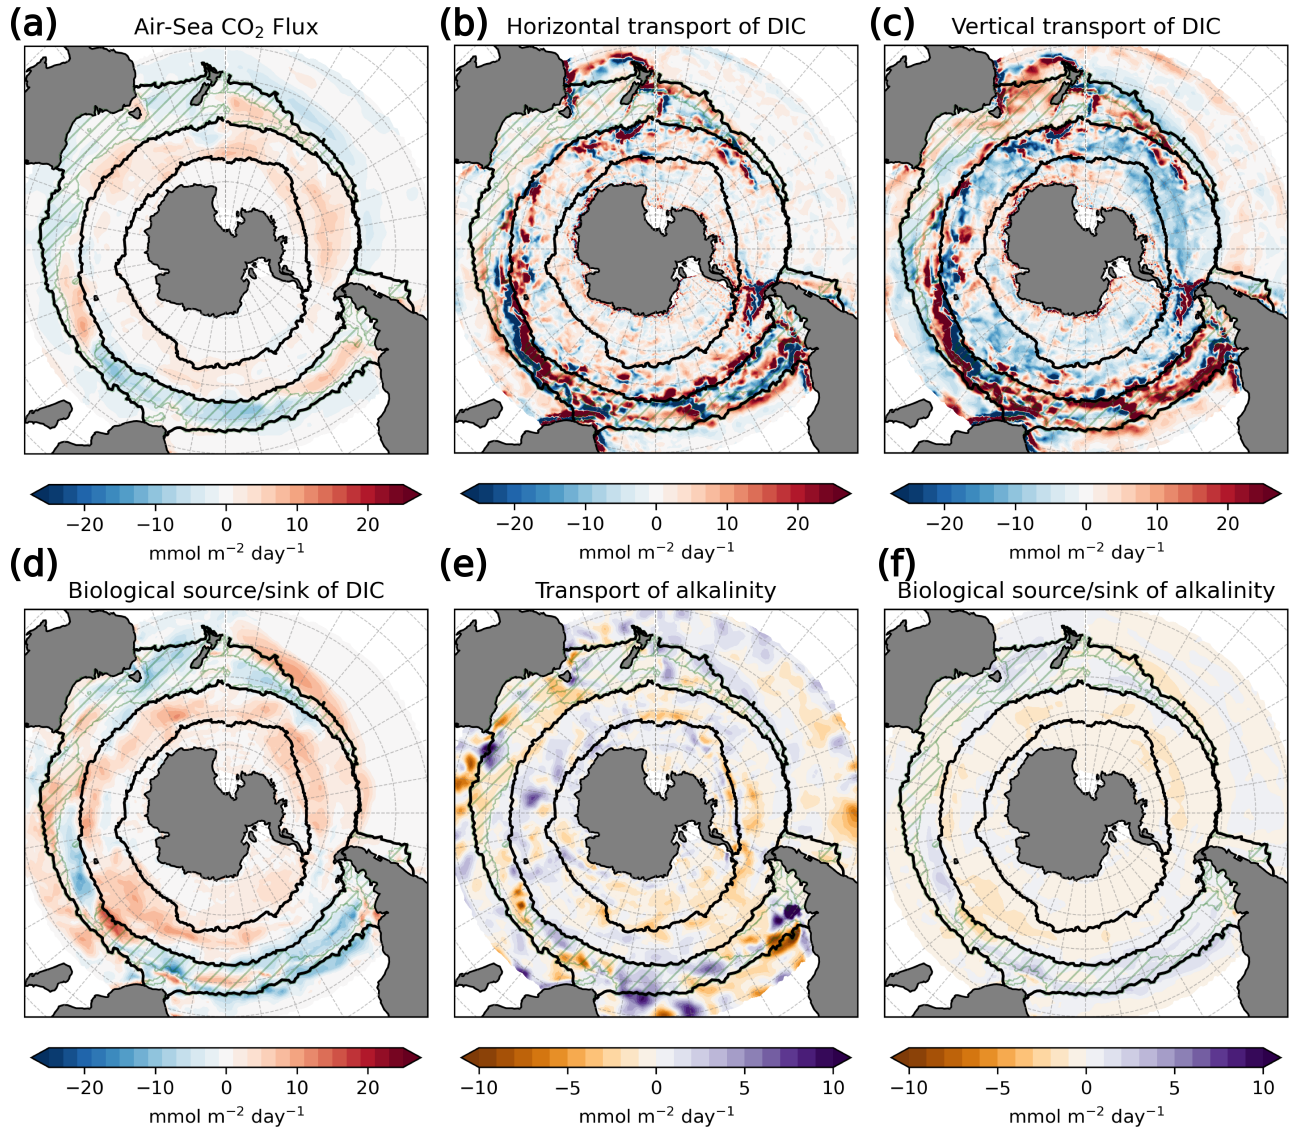 (a)
Air-Sea CO₂ Flux
(b)
Horizontal transport of DIC
(c)
Vertical transport of DIC
−20 −10 0 10 20
mmol m⁻² day⁻¹
−20 −10 0 10 20
mmol m⁻² day⁻¹
−20 −10 0 10 20
mmol m⁻² day⁻¹
(d)
Biological source/sink of DIC
(e)
Transport of alkalinity
(f)
Biological source/sink of alkalinity
−20 −10 0 10 20
mmol m⁻² day⁻¹
−10 −5 0 5 10
mmol m⁻² day⁻¹
−10 −5 0 5 10
mmol m⁻² day⁻¹